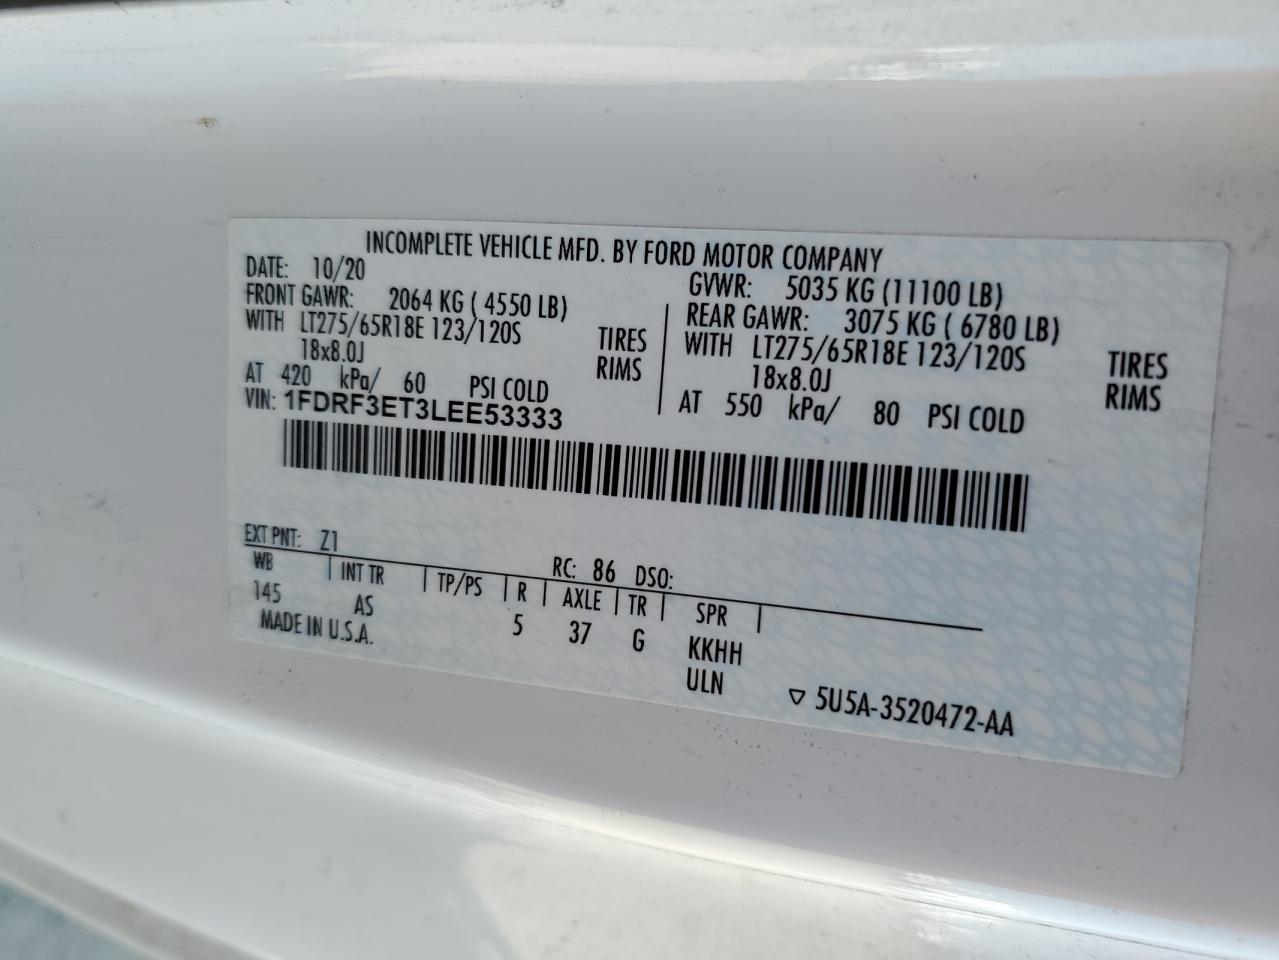 INCOMPLETE VEHICLE MFD. BY FORD MOTOR COMPANY
DATE: 10/20 GVWR: 5035 KG (11100 LB)
FRONT GAWR: 2064 KG ( 4550 LB) REAR GAWR: 3075 KG ( 6780 LB)
WITH LT275/65R18E 123/120S TIRES WITH LT275/65R18E 123/120S TIRES
18x8.0J RIMS 18x8.0J RIMS
AT 420 kPa/ 60 PSI COLD AT 550 kPa/ 80 PSI COLD
VIN: 1FDRF3ET3LEE53333
EXT PNT: Z1 RC: 86 DSO:
WB INT TR TP/PS R AXLE TR SPR
145 AS 5 37 G KKHH
MADE IN U.S.A. ULN
5U5A-3520472-AA